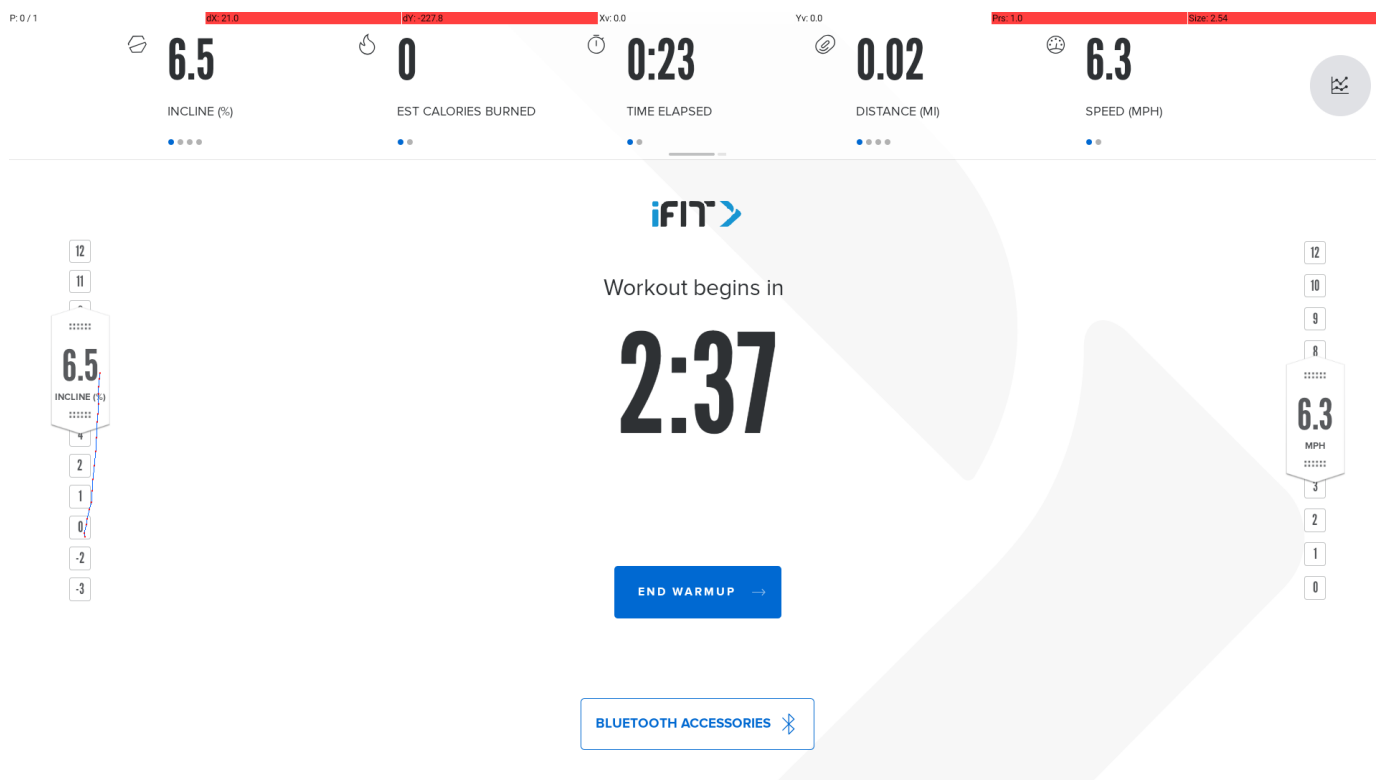 P: 0 / 1 dX: 21.0 dY: -227.8 Xv: 0.0 Yv: 0.0 Prs: 1.0 Size: 2.54
6.5 0 0:23 0.02 6.3
INCLINE (%) EST CALORIES BURNED TIME ELAPSED DISTANCE (MI) SPEED (MPH)
iFIT
Workout begins in
2:37
12
11
6.5
INCLINE (%)
4
2
1
0
-2
-3
12
10
9
8
6.3
MPH
3
2
1
0
END WARMUP
BLUETOOTH ACCESSORIES